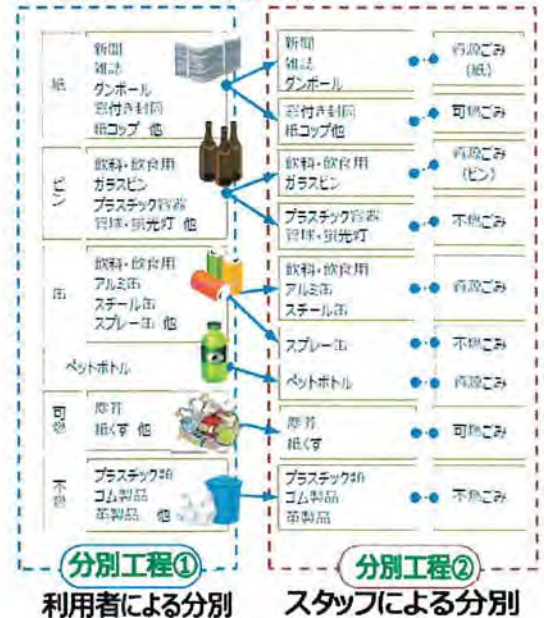 紙
新聞
雑誌
ダンボール
窓付き封筒
紙コップ 他
ビン
飲料・飲食用
ガラスビン
プラスチック容器
管球・蛍光灯 他
缶
飲料・飲食用
アルミ缶
スチール缶
スプレー缶 他
ペットボトル
可燃
厨芥
紙くず 他
不燃
プラスチック類
ゴム製品
革製品 他
分別工程①
利用者による分別
新聞
雑誌
ダンボール
資源ごみ
(紙)
窓付き封筒
紙コップ他
可燃ごみ
飲料・飲食用
ガラスビン
資源ごみ
(ビン)
プラスチック容器
管球・蛍光灯
不燃ごみ
飲料・飲食用
アルミ缶
スチール缶
資源ごみ
スプレー缶
不燃ごみ
ペットボトル
資源ごみ
厨芥
紙くず
可燃ごみ
プラスチック類
ゴム製品
革製品
不燃ごみ
分別工程②
スタッフによる分別